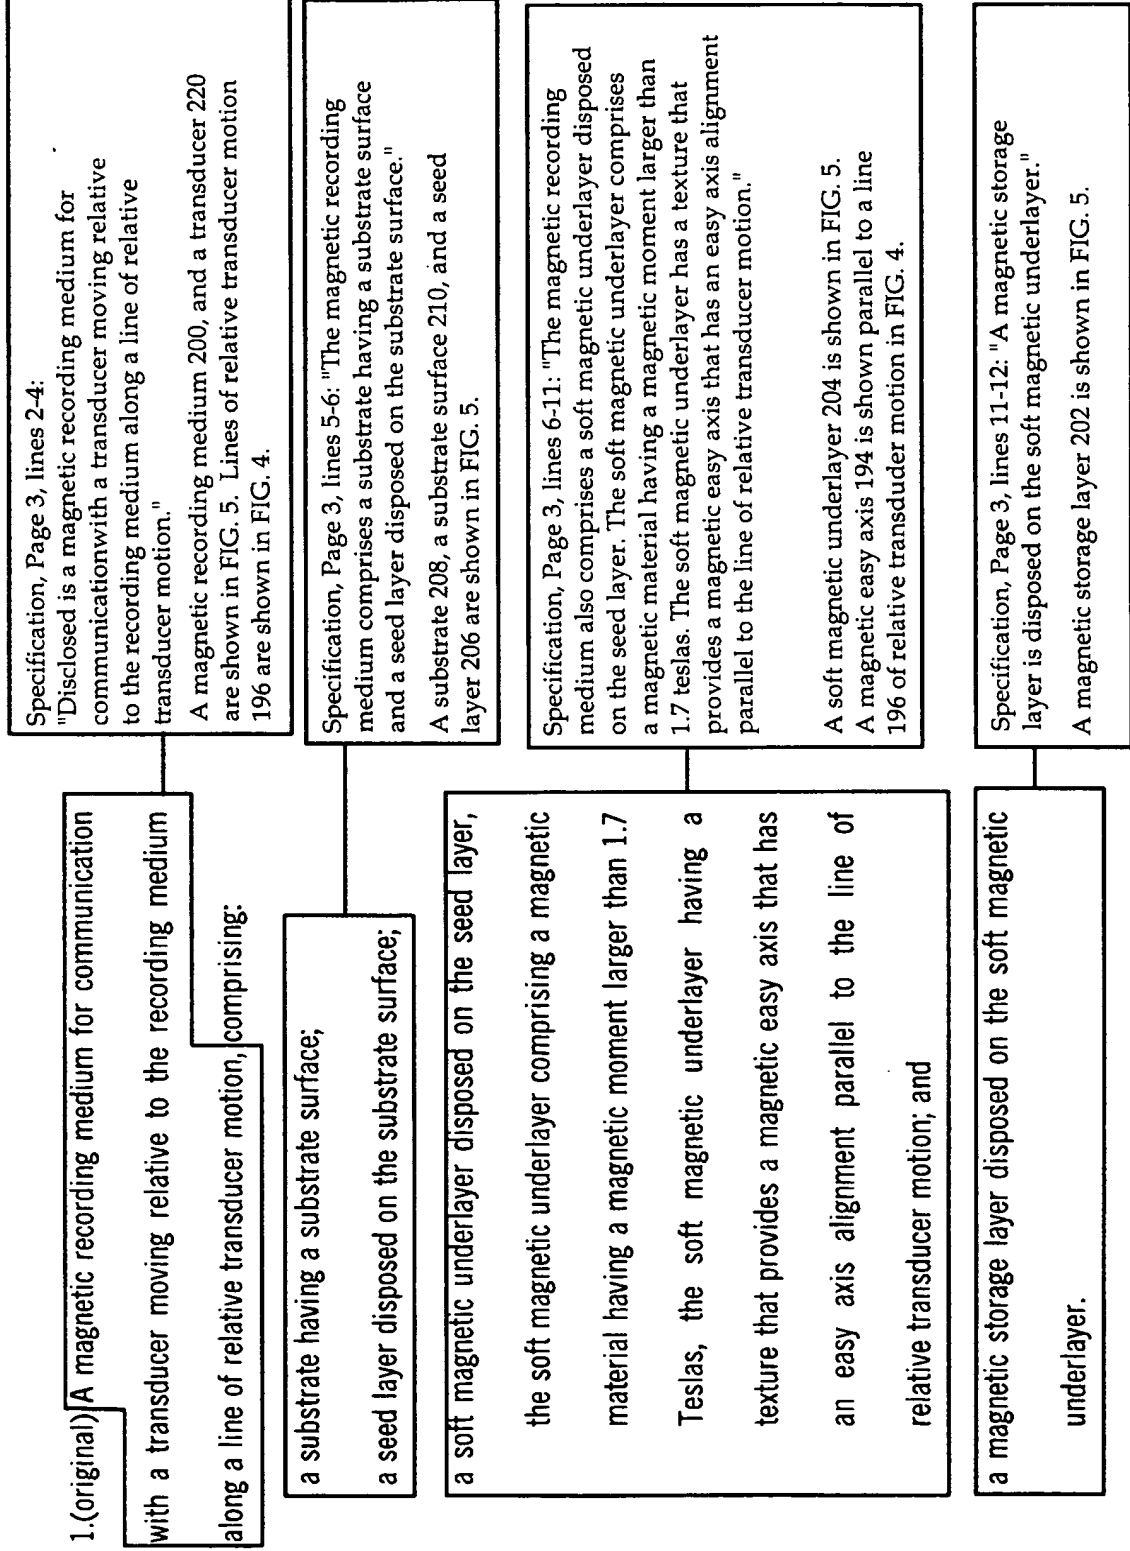 1.(original) A magnetic recording medium for communication
with a transducer moving relative to the recording medium
along a line of relative transducer motion, comprising:
Specification, Page 3, lines 2-4:
"Disclosed is a magnetic recording medium for
communicationwith a transducer moving relative
to the recording medium along a line of relative
transducer motion."
A magnetic recording medium 200, and a transducer 220
are shown in FIG. 5. Lines of relative transducer motion
196 are shown in FIG. 4.
a substrate having a substrate surface;
a seed layer disposed on the substrate surface;
Specification, Page 3, lines 5-6: "The magnetic recording
medium comprises a substrate having a substrate surface
and a seed layer disposed on the substrate surface."
A substrate 208, a substrate surface 210, and a seed
layer 206 are shown in FIG. 5.
a soft magnetic underlayer disposed on the seed layer,
the soft magnetic underlayer comprising a magnetic
material having a magnetic moment larger than 1.7
Teslas, the soft magnetic underlayer having a
texture that provides a magnetic easy axis that has
an easy axis alignment parallel to the line of
relative transducer motion; and
Specification, Page 3, lines 6-11: "The magnetic recording
medium also comprises a soft magnetic underlayer disposed
on the seed layer. The soft magnetic underlayer comprises
a magnetic material having a magnetic moment larger than
1.7 teslas. The soft magnetic underlayer has a texture that
provides a magnetic easy axis that has an easy axis alignment
parallel to the line of relative transducer motion."
A soft magnetic underlayer 204 is shown in FIG. 5.
A magnetic easy axis 194 is shown parallel to a line
196 of relative transduder motion in FIG. 4.
a magnetic storage layer disposed on the soft magnetic
underlayer.
Specification, Page 3, lines 11-12: "A magnetic storage
layer is disposed on the soft magnetic underlayer."
A magnetic storage layer 202 is shown in FIG. 5.